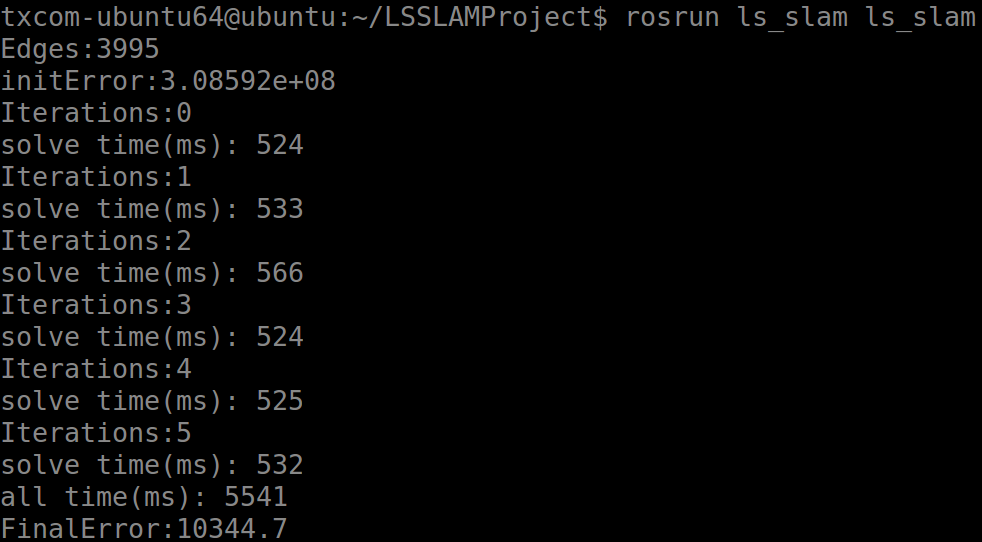 txcom-ubuntu64@ubuntu:~/LSSLAMProject$ rosrun ls_slam ls_slam
Edges:3995
initError:3.08592e+08
Iterations:0
solve time(ms): 524
Iterations:1
solve time(ms): 533
Iterations:2
solve time(ms): 566
Iterations:3
solve time(ms): 524
Iterations:4
solve time(ms): 525
Iterations:5
solve time(ms): 532
all time(ms): 5541
FinalError:10344.7